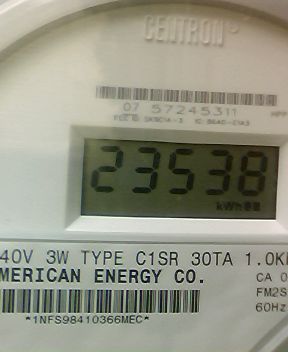 CENTRON
07 57245311
23538
kWh
40V 3W TYPE C1SR 30TA 1.0K
MERICAN ENERGY CO.
CA 0
FM2S
60Hz
*1NFS98410366MEC*